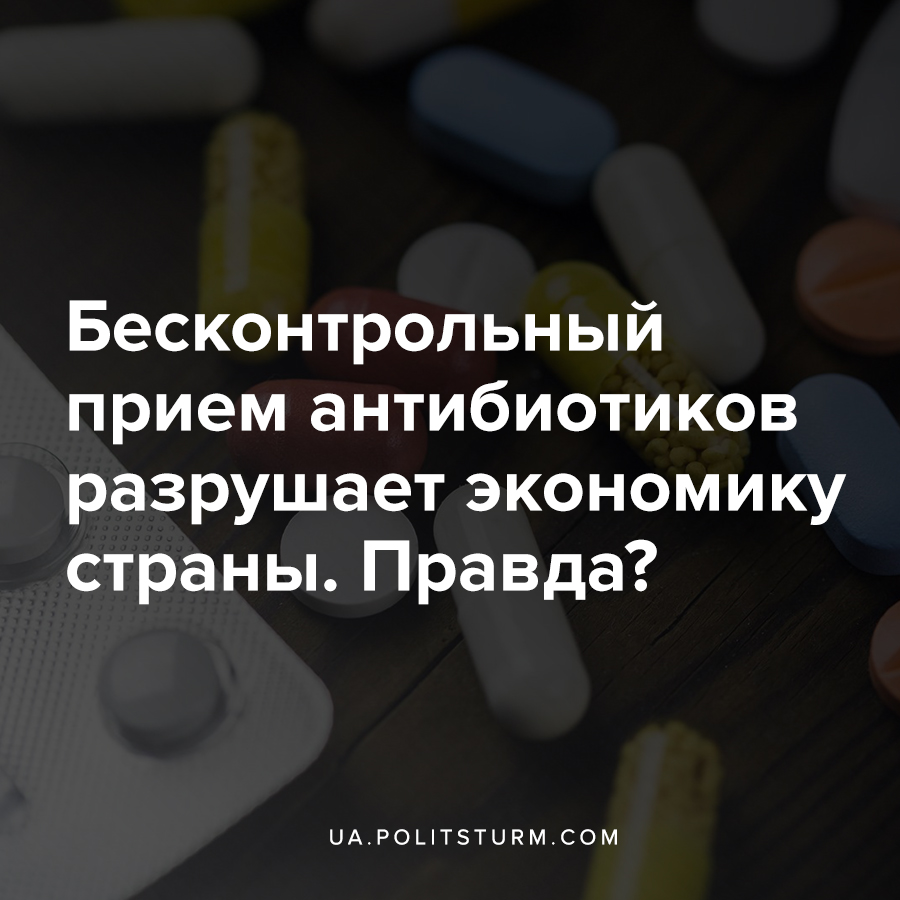 Бесконтрольный
прием антибиотиков
разрушает экономику
страны. Правда?
UA.POLITSTURM.COM